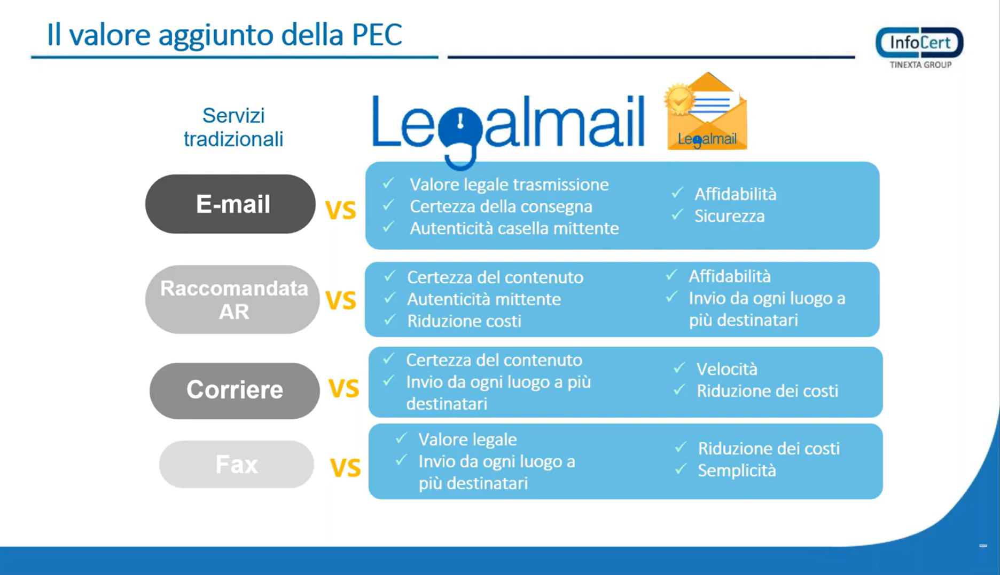 Il valore aggiunto della PEC
InfoCert
TINEXTA GROUP
Servizi
tradizionali
Legalmail
Legalmail
E-mail
VS
Valore legale trasmissione
Certezza della consegna
Autenticità casella mittente
Affidabilità
Sicurezza
Raccomandata
AR
VS
Certezza del contenuto
Autenticità mittente
Riduzione costi
Affidabilità
Invio da ogni luogo a
più destinatari
Corriere
VS
Certezza del contenuto
Invio da ogni luogo a più
destinatari
Velocità
Riduzione dei costi
Fax
VS
Valore legale
Invio da ogni luogo a
più destinatari
Riduzione dei costi
Semplicità